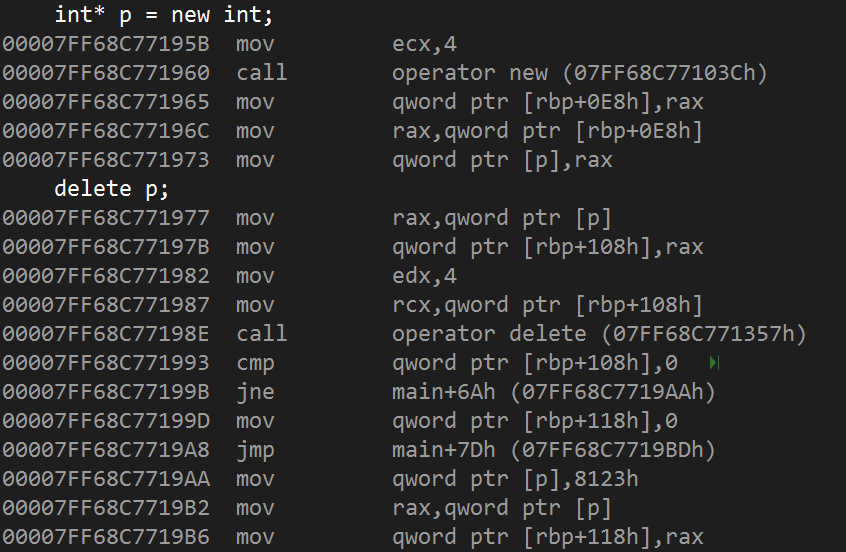 int* p = new int;
00007FF68C77195B mov ecx,4
00007FF68C771960 call operator new (07FF68C77103Ch)
00007FF68C771965 mov qword ptr [rbp+0E8h],rax
00007FF68C77196C mov rax,qword ptr [rbp+0E8h]
00007FF68C771973 mov qword ptr [p],rax
delete p;
00007FF68C771977 mov rax,qword ptr [p]
00007FF68C77197B mov qword ptr [rbp+108h],rax
00007FF68C771982 mov edx,4
00007FF68C771987 mov rcx,qword ptr [rbp+108h]
00007FF68C77198E call operator delete (07FF68C771357h)
00007FF68C771993 cmp qword ptr [rbp+108h],0
00007FF68C77199B jne main+6Ah (07FF68C7719AAh)
00007FF68C77199D mov qword ptr [rbp+118h],0
00007FF68C7719A8 jmp main+7Dh (07FF68C7719BDh)
00007FF68C7719AA mov qword ptr [p],8123h
00007FF68C7719B2 mov rax,qword ptr [p]
00007FF68C7719B6 mov qword ptr [rbp+118h],rax